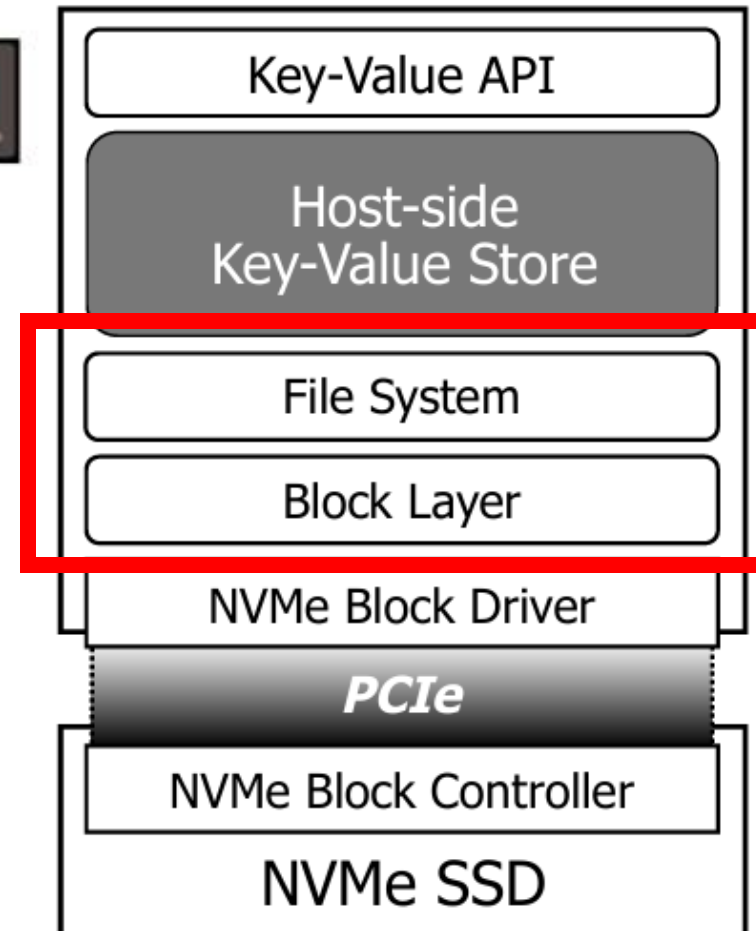 Key-Value API
Host-side
Key-Value Store
File System
Block Layer
NVMe Block Driver
PCIe
NVMe Block Controller
NVMe SSD